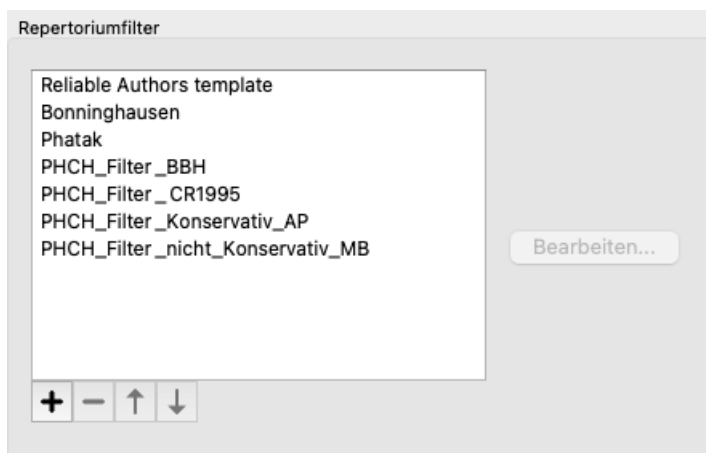 Repertoriumfilter
Reliable Authors template
Bonninghausen
Phatak
PHCH_Filter_BBH
PHCH_Filter_CR1995
PHCH_Filter_Konservativ_AP
PHCH_Filter_nicht_Konservativ_MB
Bearbeiten...